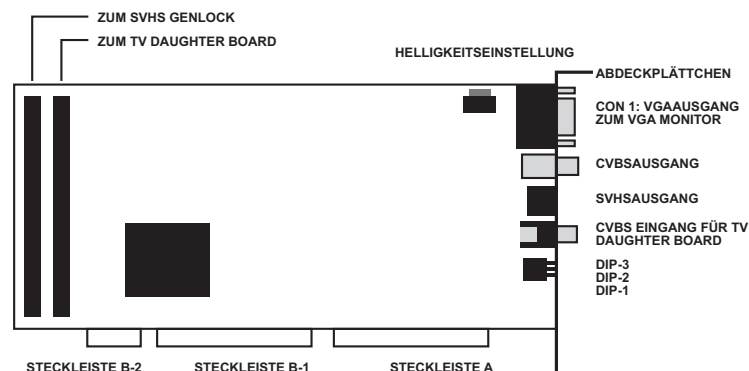 ZUM SVHS GENLOCK
ZUM TV DAUGHTER BOARD
HELLIGKEITSEINSTELLUNG
ABDECKPLÄTTCHEN
CON 1: VGAAUSGANG
ZUM VGA MONITOR
CVBSAUSGANG
SVHSAUSGANG
CVBS EINGANG FÜR TV
DAUGHTER BOARD
DIP-3
DIP-2
DIP-1
STECKLEISTE B-2
STECKLEISTE B-1
STECKLEISTE A